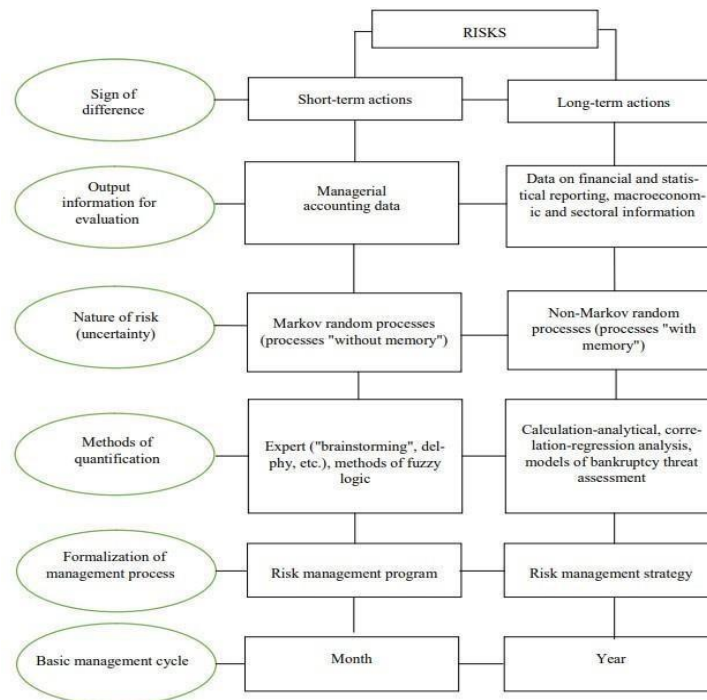 RISKS
Sign of
difference
Short-term actions
Long-term actions
Output
information for
evaluation
Managerial
accounting data
Data on financial and statis-
tical reporting, macroeconom-
ic and sectoral information
Nature of risk
(uncertainty)
Markov random processes
(processes "without memory")
Non-Markov random
processes (processes "with
memory")
Methods of
quantification
Expert ("brainstorming", del-
phy, etc.), methods of fuzzy
logic
Calculation-analytical, corre-
lation-regression analysis,
models of bankruptcy threat
assessment
Formalization of
management process
Risk management program
Risk management strategy
Basic management cycle
Month
Year